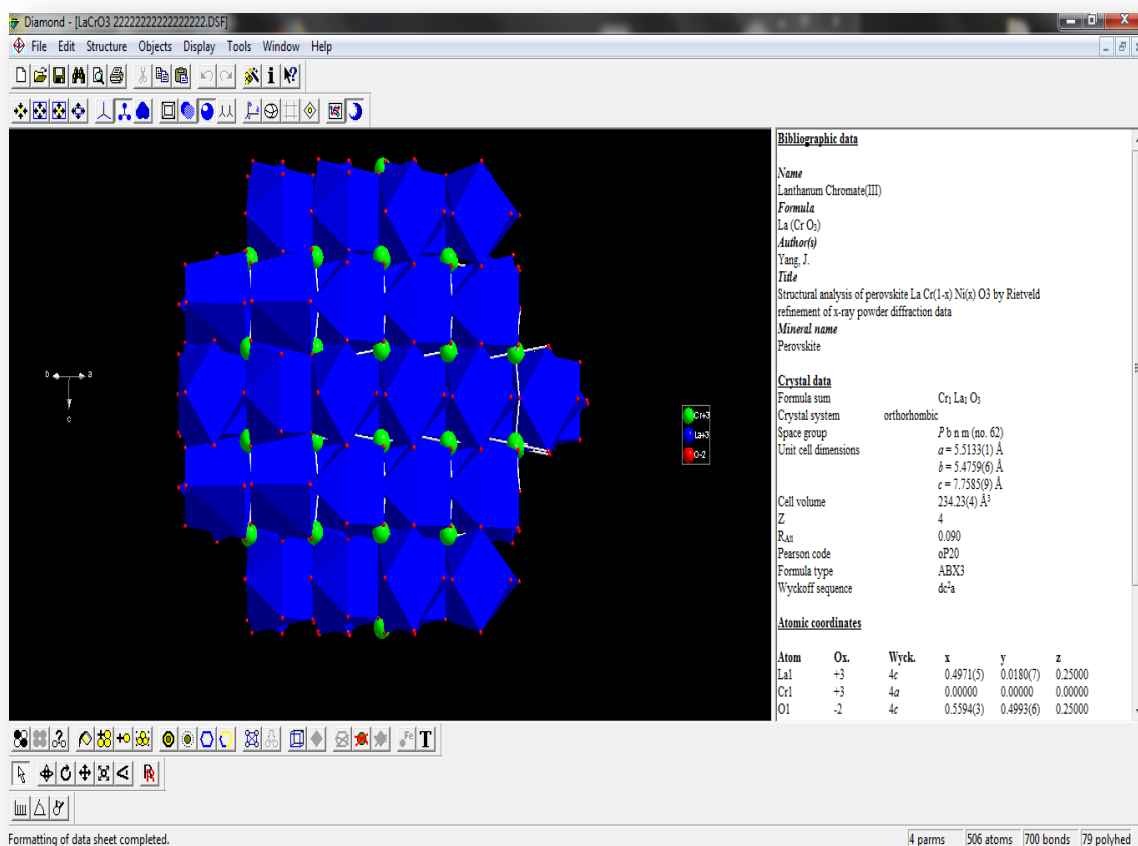 Diamond - [LaCrO3 22222222222222222.DSF]
File Edit Structure Objects Display Tools Window Help
Bibliographic data
Name
Lanthanum Chromate(III)
Formula
La (Cr O3)
Author(s)
Yang, J.
Title
Structural analysis of perovskite La Cr(1-x) Ni(x) O3 by Rietveld
refinement of x-ray powder diffraction data
Mineral name
Perovskite
Crystal data
Formula sum Cr1 La1 O3
Crystal system orthorhombic
Space group P b n m (no. 62)
Unit cell dimensions a = 5.5133(1) Å
b = 5.4759(6) Å
c = 7.7585(9) Å
Cell volume 234.23(4) Å3
Z 4
RAll 0.090
Pearson code oP20
Formula type ABX3
Wyckoff sequence dc2a
Atomic coordinates
Atom Ox. Wyck. x y z
La1 +3 4c 0.4971(5) 0.0180(7) 0.25000
Cr1 +3 4a 0.00000 0.00000 0.00000
O1 -2 4c 0.5594(3) 0.4993(6) 0.25000
b a
c
Cr+3
La+3
O-2
Fe T
Formatting of data sheet completed. 4 parms 506 atoms 700 bonds 79 polyhed